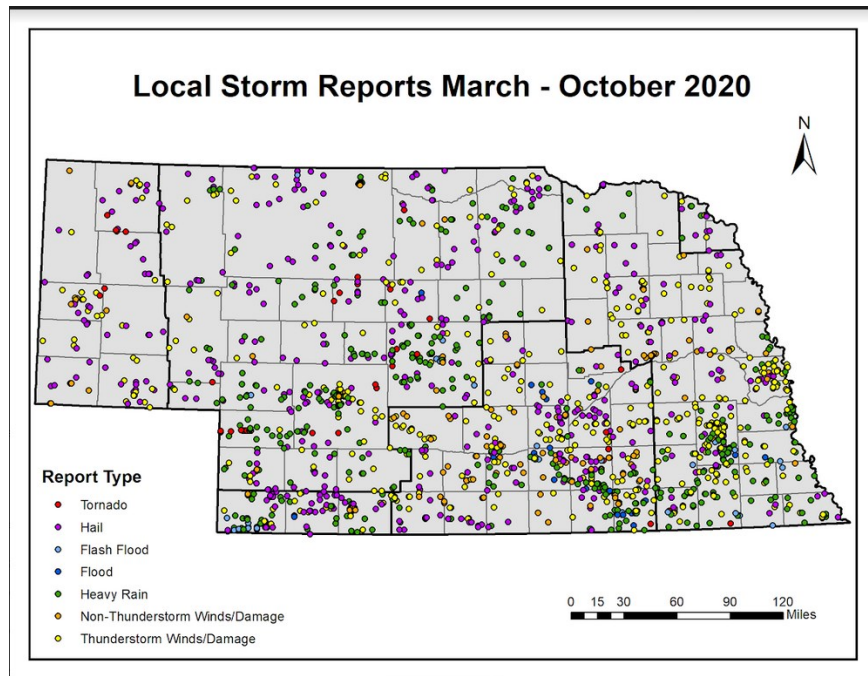 Local Storm Reports March - October 2020
N
Report Type
Tornado
Hail
Flash Flood
Flood
Heavy Rain
Non-Thunderstorm Winds/Damage
Thunderstorm Winds/Damage
0 15 30 60 90 120
Miles